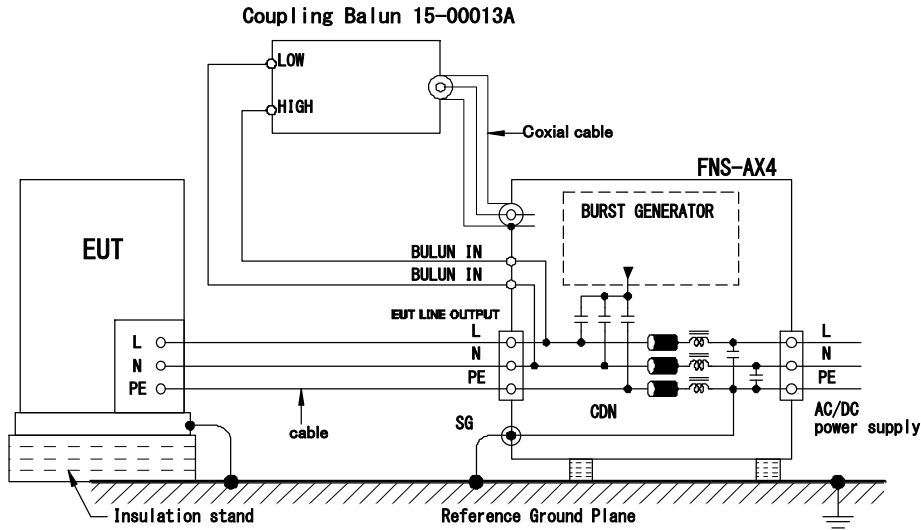 Coupling Balun 15-00013A
LOW
HIGH
Coxial cable
FNS-AX4
BURST GENERATOR
EUT
BULUN IN
BULUN IN
EUT LINE OUTPUT
L
L
L
N
N
N
PE
PE
PE
CDN
SG
AC/DC
power supply
cable
Insulation stand
Reference Ground Plane